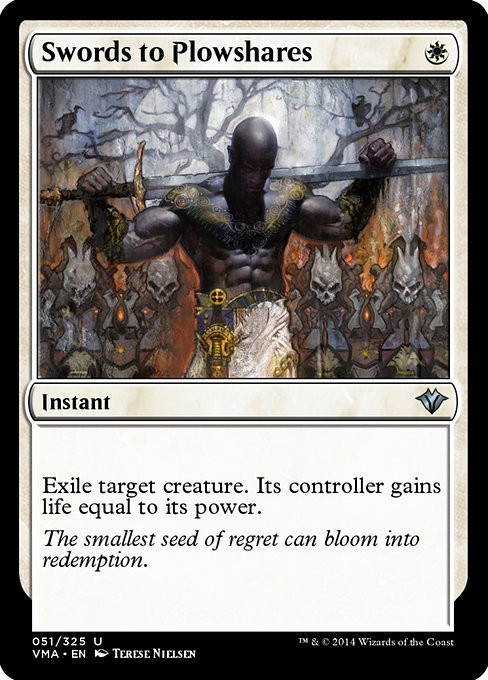 Swords to Plowshares
Instant
Exile target creature. Its controller gains
life equal to its power.
The smallest seed of regret can bloom into
redemption.
051/325 U
VMA • EN Terese Nielsen
™ & © 2014 Wizards of the Coast